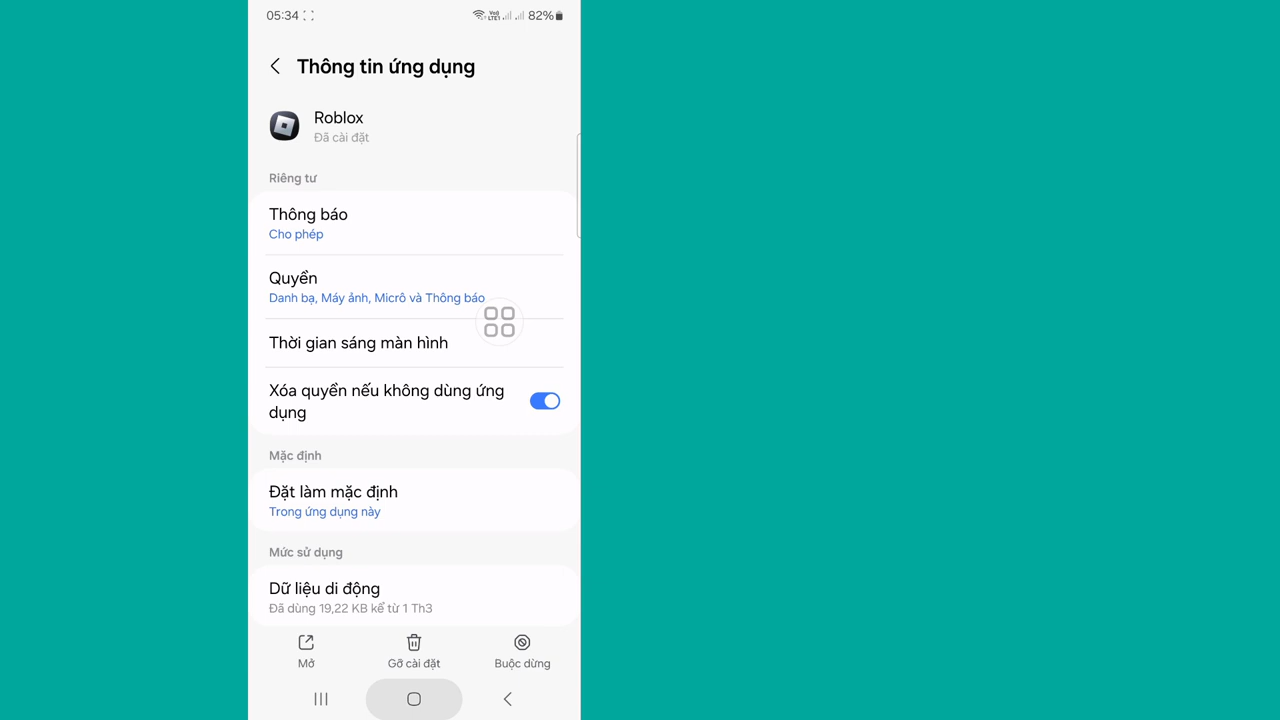 05:34
Vo)) LTE1 82%
Thông tin ứng dụng
Roblox
Đã cài đặt
Riêng tư
Thông báo
Cho phép
Quyền
Danh bạ, Máy ảnh, Micrô và Thông báo
Thời gian sáng màn hình
Xóa quyền nếu không dùng ứng
dụng
Mặc định
Đặt làm mặc định
Trong ứng dụng này
Mức sử dụng
Dữ liệu di động
Đã dùng 19,22 KB kể từ 1 Th3
Mở
Gỡ cài đặt
Buộc dừng